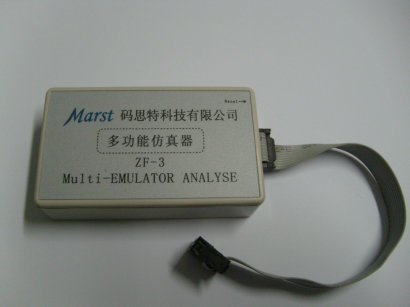 Reset→
Marst 码思特科技有限公司
多功能仿真器
ZF-3
Multi-EMULATOR ANALYSE